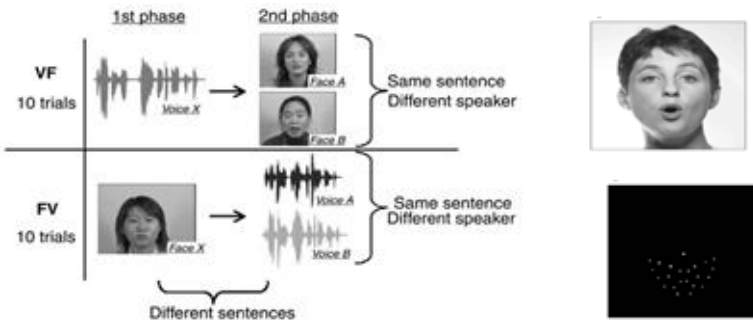 1st phase
2nd phase
VF
10 trials
Voice X
Face A
Face B
Same sentence
Different speaker
FV
10 trials
Face X
Voice A
Voice B
Same sentence
Different speaker
Different sentences